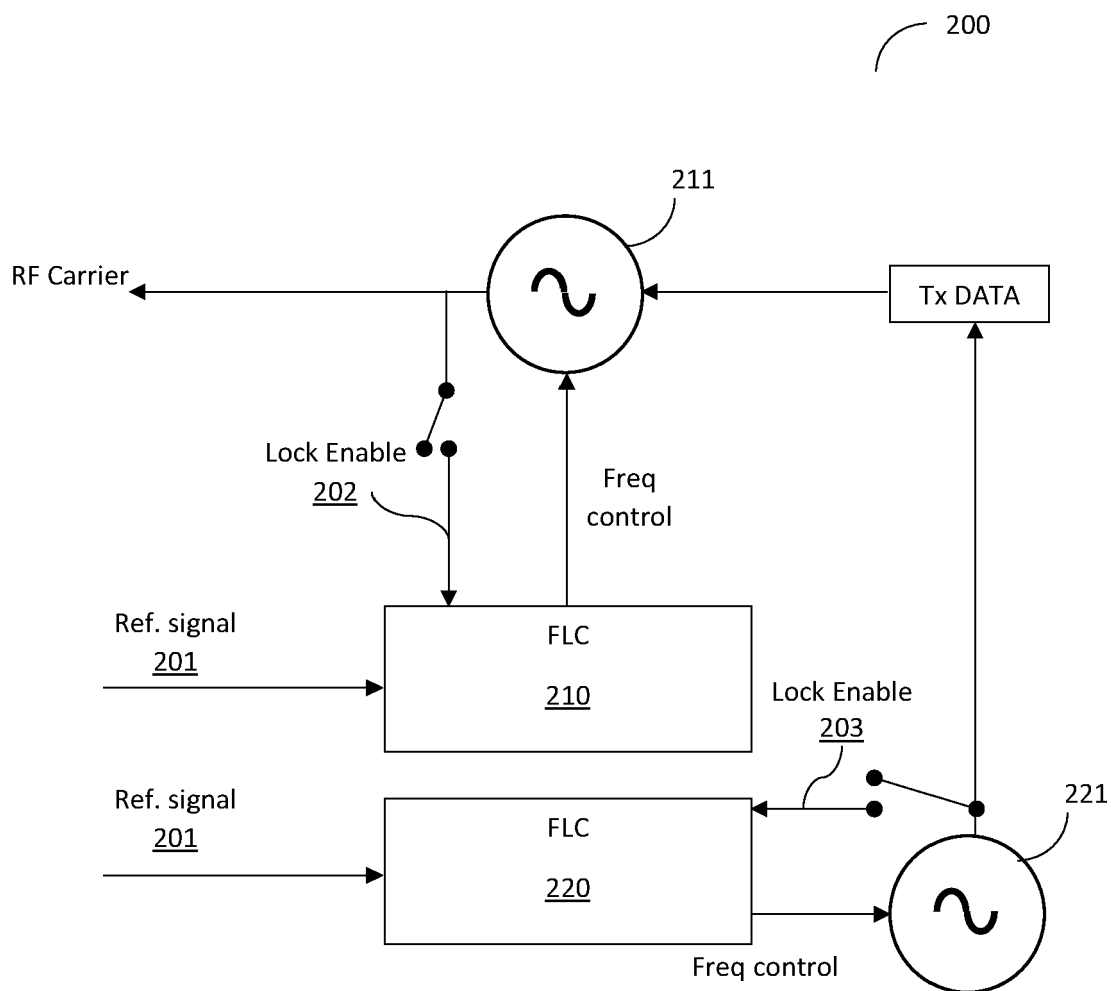 200
211
RF Carrier
Tx DATA
Lock Enable
202
Freq
control
Ref. signal
201
FLC
210
Lock Enable
203
Ref. signal
201
FLC
220
221
Freq control